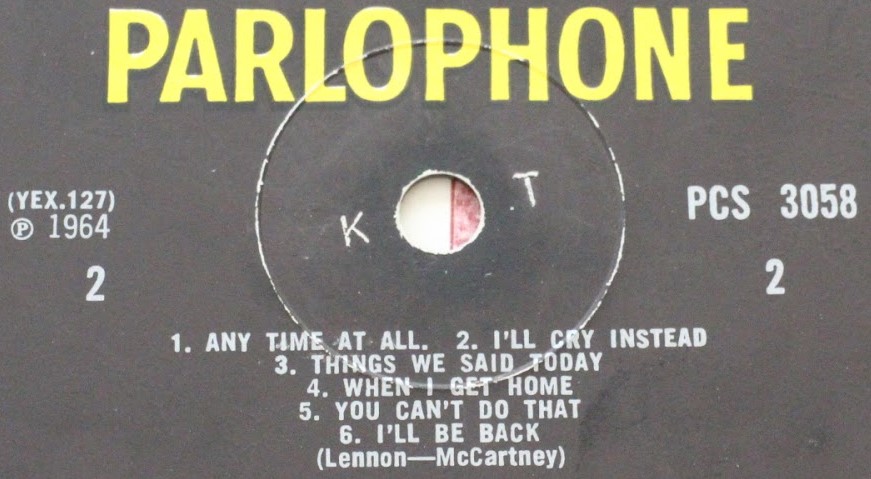 PARLOPHONE
K T
(YEX.127)
℗ 1964
PCS 3058
2
2
1. ANY TIME AT ALL. 2. I'LL CRY INSTEAD
3. THINGS WE SAID TODAY
4. WHEN I GET HOME
5. YOU CAN'T DO THAT
6. I'LL BE BACK
(Lennon—McCartney)